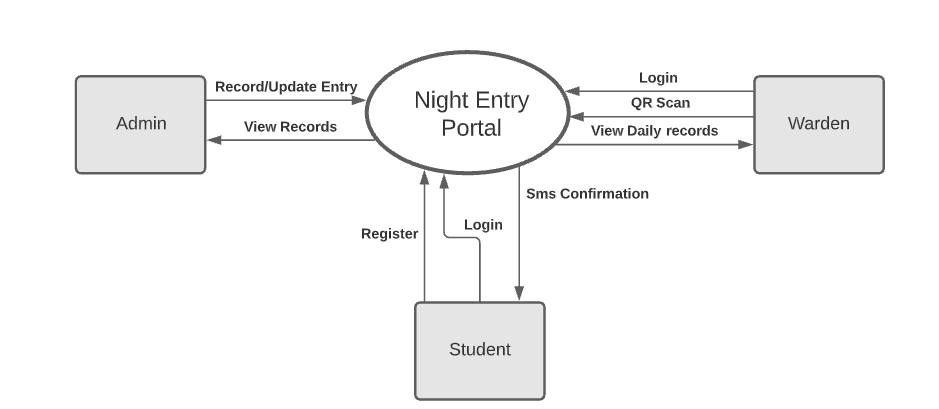 Record/Update Entry
Admin
View Records
Night Entry
Portal
Login
QR Scan
View Daily records
Warden
Sms Confirmation
Register
Login
Student